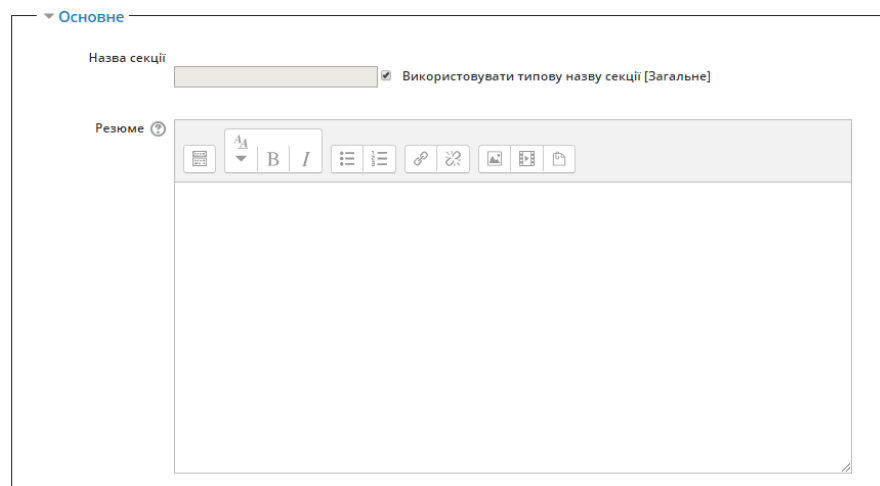 Основне
Назва секції
Використовувати типову назву секції [Загальне]
Резюме